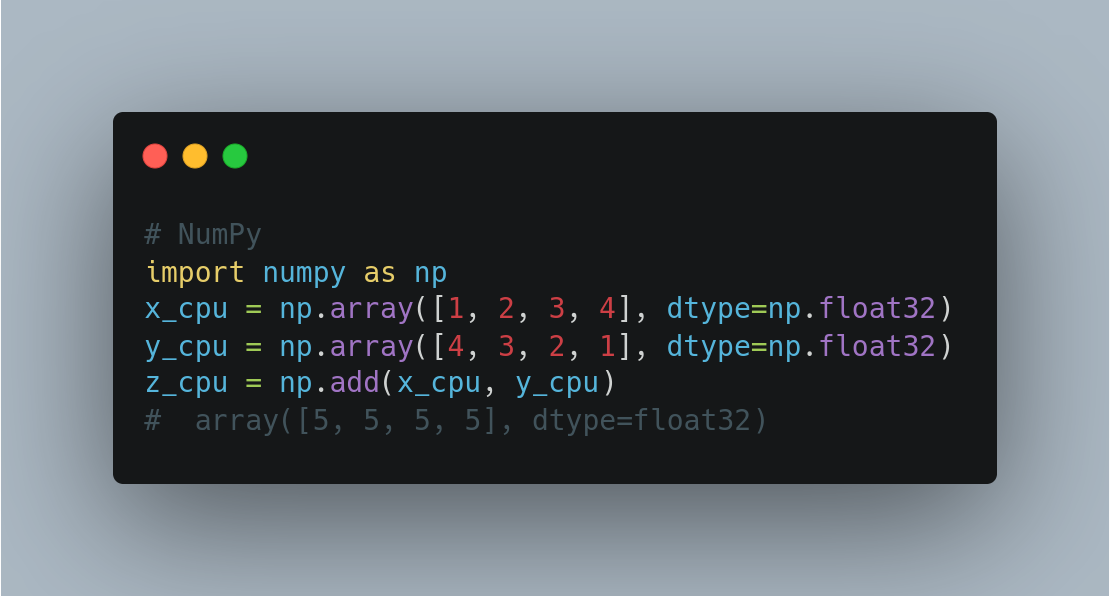 # NumPy
import numpy as np
x_cpu = np.array([1, 2, 3, 4], dtype=np.float32)
y_cpu = np.array([4, 3, 2, 1], dtype=np.float32)
z_cpu = np.add(x_cpu, y_cpu)
#  array([5, 5, 5, 5], dtype=float32)